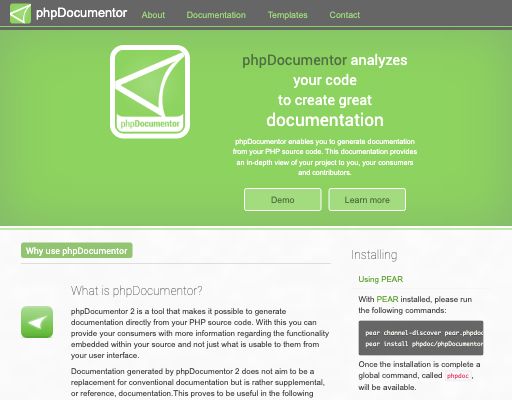 phpDocumentor
About
Documentation
Templates
Contact
phpDocumentor
phpDocumentor analyzes
your code
to create great
documentation
phpDocumentor enables you to generate documentation
from your PHP source code. This documentation provides
an in-depth view of your project to you, your consumers
and contributors.
Demo
Learn more
Why use phpDocumentor
What is phpDocumentor?
phpDocumentor 2 is a tool that makes it possible to generate
documentation directly from your PHP source code. With this you can
provide your consumers with more information regarding the functionality
embedded within your source and not just what is usable to them from
your user interface.
Documentation generated by phpDocumentor 2 does not aim to be a
replacement for conventional documentation but is rather supplemental,
or reference, documentation.This proves to be useful in the following
Installing
Using PEAR
With PEAR installed, please run
the following commands:
pear channel-discover pear.phpdoc
pear install phpdoc/phpDocumentor
Once the installation is complete a
global command, called phpdoc ,
will be available.